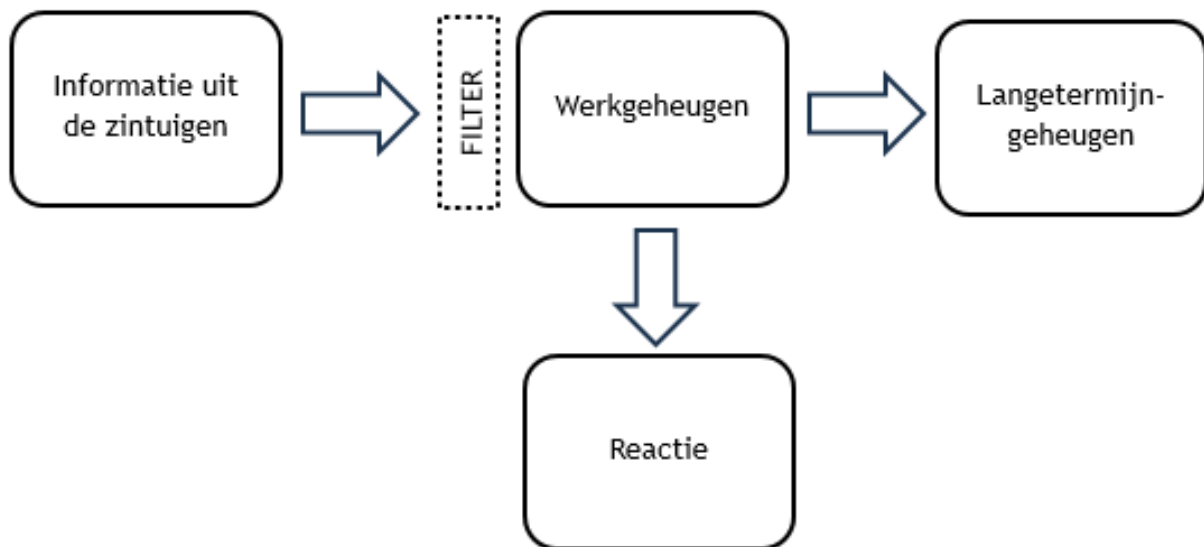 Informatie uit
de zintuigen
FILTER
Werkgeheugen
Langetermijn-
geheugen
Reactie